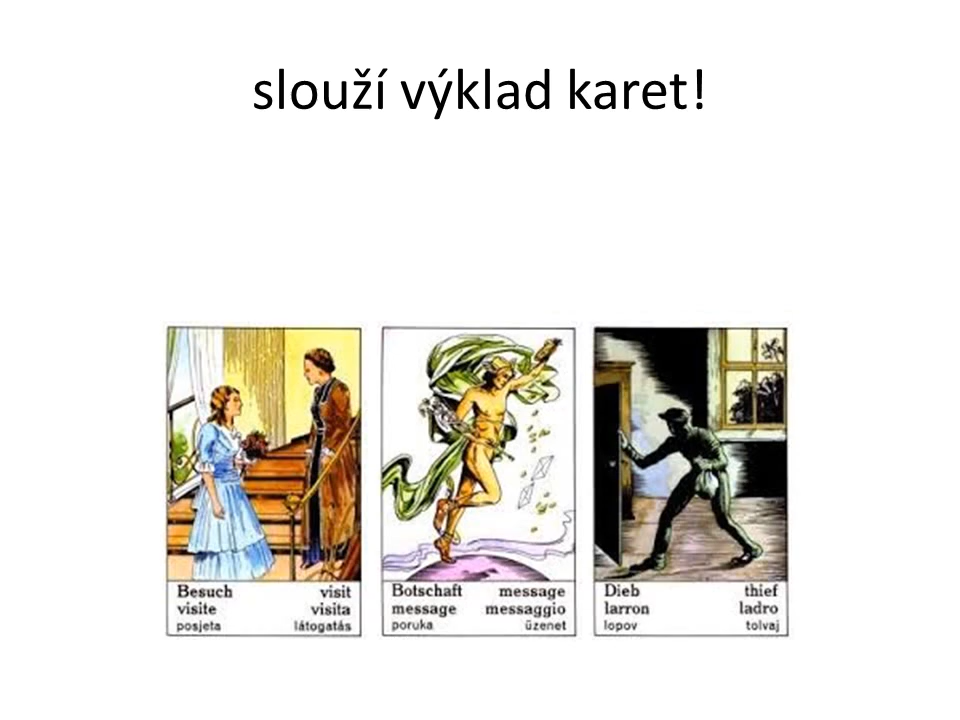 slouží výklad karet!
Besuch visit
visite visita
posjeta látogatás
Botschaft message
message messaggio
poruka üzenet
Dieb thief
larron ladro
lopov tolvaj